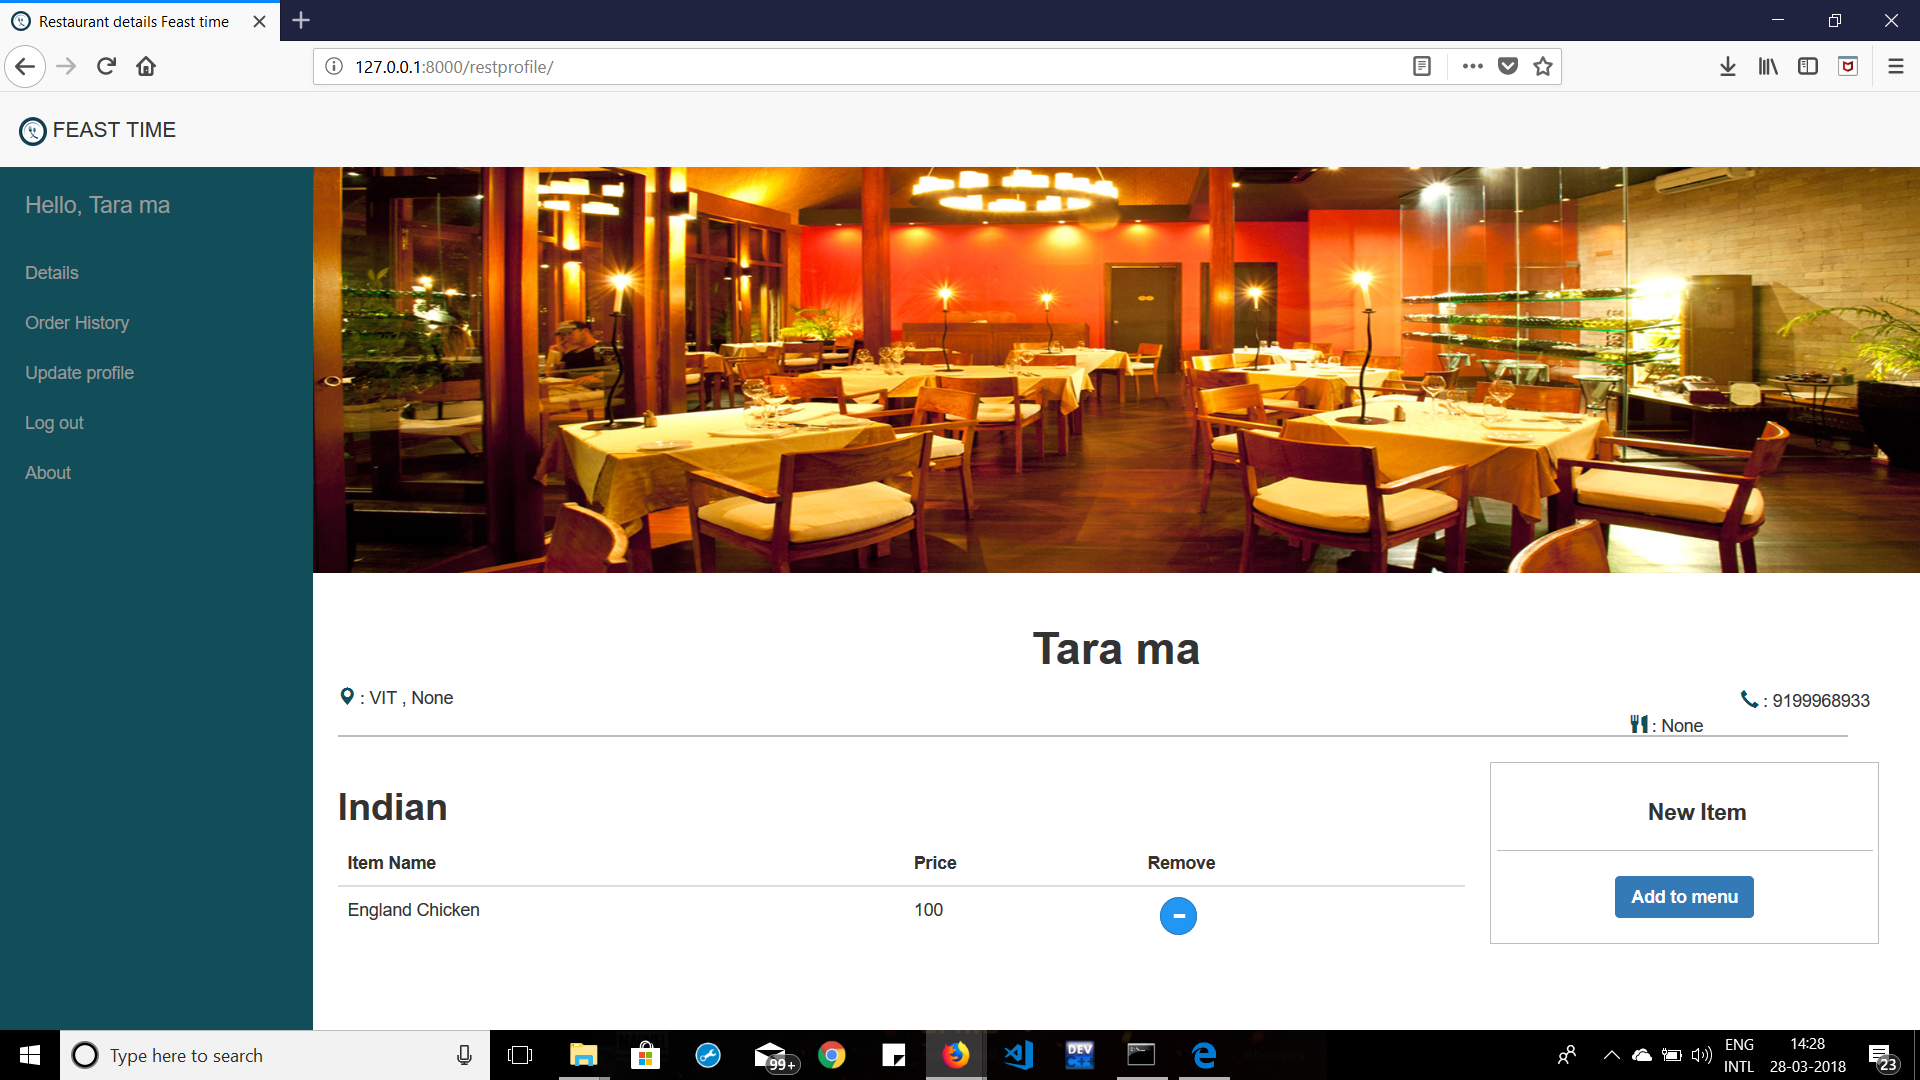 Restaurant details Feast time
127.0.0.1:8000/restprofile/
FEAST TIME
Hello, Tara ma
Details
Order History
Update profile
Log out
About
Tara ma
: VIT , None
: 9199968933
: None
Indian
Item Name Price Remove
England Chicken 100
New Item
Add to menu
Type here to search
99+
DEV
C++
ENG
INTL
14:28
28-03-2018
23